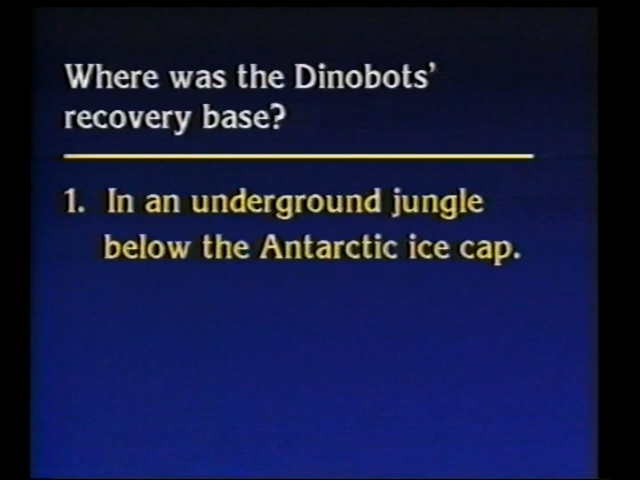 Where was the Dinobots'
recovery base?
1. In an underground jungle
below the Antarctic ice cap.